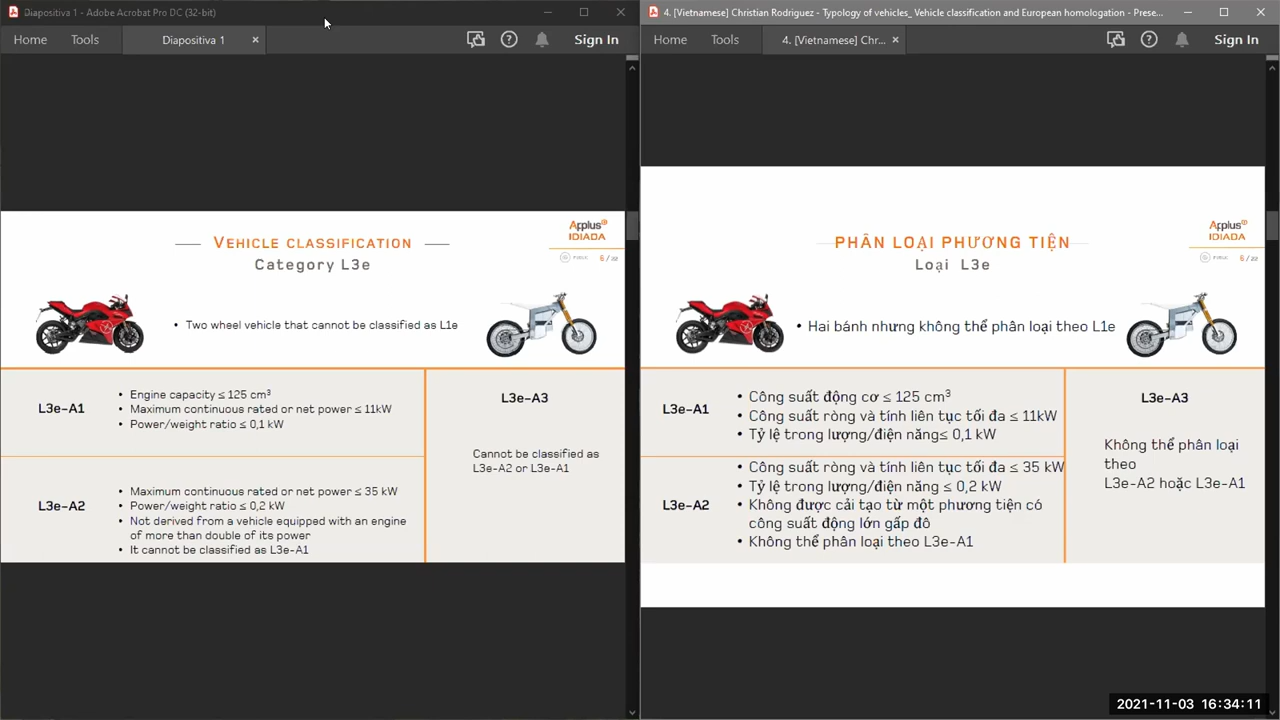 Diapositiva 1 - Adobe Acrobat Pro DC (32-bit)
Home Tools Diapositiva 1 × Sign In
VEHICLE CLASSIFICATION
Category L3e
Applus
IDIADA
6 / 22
• Two wheel vehicle that cannot be classified as L1e
L3e-A1
• Engine capacity ≤ 125 cm³
• Maximum continuous rated or net power ≤ 11kW
• Power/weight ratio ≤ 0,1 kW
L3e-A2
• Maximum continuous rated or net power ≤ 35 kW
• Power/weight ratio ≤ 0,2 kW
• Not derived from a vehicle equipped with an engine
of more than double of its power
• It cannot be classified as L3e-A1
L3e-A3
Cannot be classified as
L3e-A2 or L3e-A1
4. [Vietnamese] Christian Rodriguez - Typology of vehicles_ Vehicle classification and European homologation - Prese...
Home Tools 4. [Vietnamese] Chr... × Sign In
PHÂN LOẠI PHƯƠNG TIỆN
Loại L3e
Applus
IDIADA
6 / 22
• Hai bánh nhưng không thể phân loại theo L1e
L3e-A1
• Công suất động cơ ≤ 125 cm³
• Công suất ròng và tính liên tục tối đa ≤ 11kW
• Tỷ lệ trong lượng/điện năng≤ 0,1 kW
L3e-A2
• Công suất ròng và tính liên tục tối đa ≤ 35 kW
• Tỷ lệ trong lượng/điện năng ≤ 0,2 kW
• Không được cải tạo từ một phương tiện có
công suất động lớn gấp đô
• Không thể phân loại theo L3e-A1
L3e-A3
Không thể phân loại
theo
L3e-A2 hoặc L3e-A1
2021-11-03 16:34:11